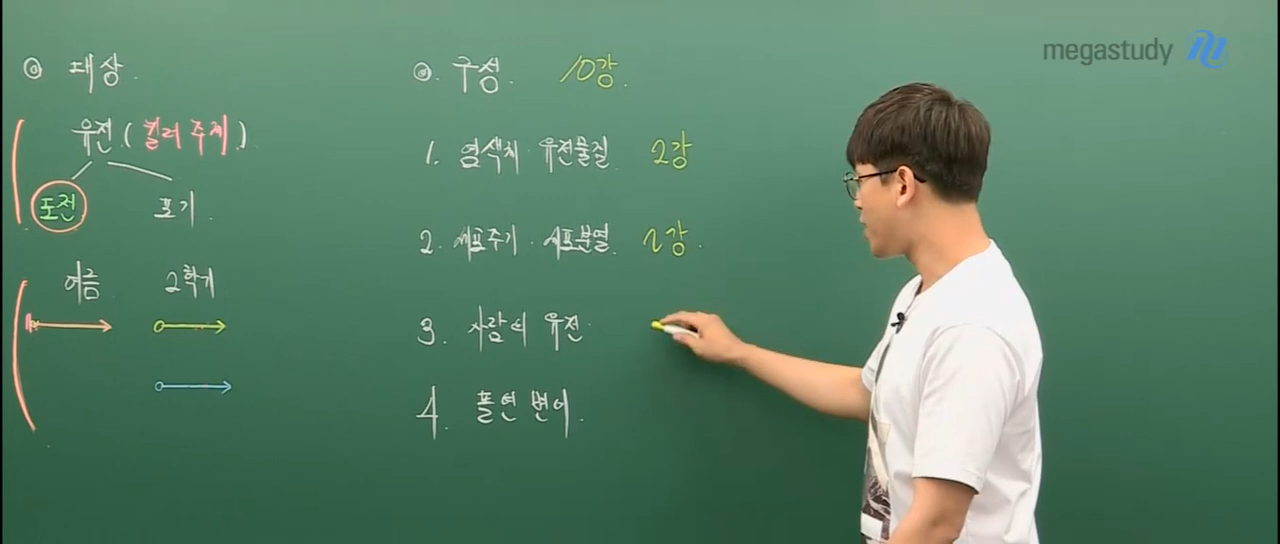 megastudy
◎ 대상.
유전 (킬러 주제).
도전 포기.
여름 2학기
◎. 구성. 10강.
1. 염색체 · 유전물질. 2강
2. 세포주기 · 세포분열. 2강.
3. 사람의 유전.
4. 돌연변이.